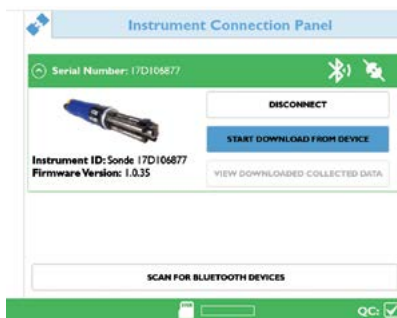 Instrument Connection Panel
Serial Number: 17D106877
DISCONNECT
START DOWNLOAD FROM DEVICE
Instrument ID: Sonde 17D106877
Firmware Version: 1.0.35
VIEW DOWNLOADED COLLECTED DATA
SCAN FOR BLUETOOTH DEVICES
QC: